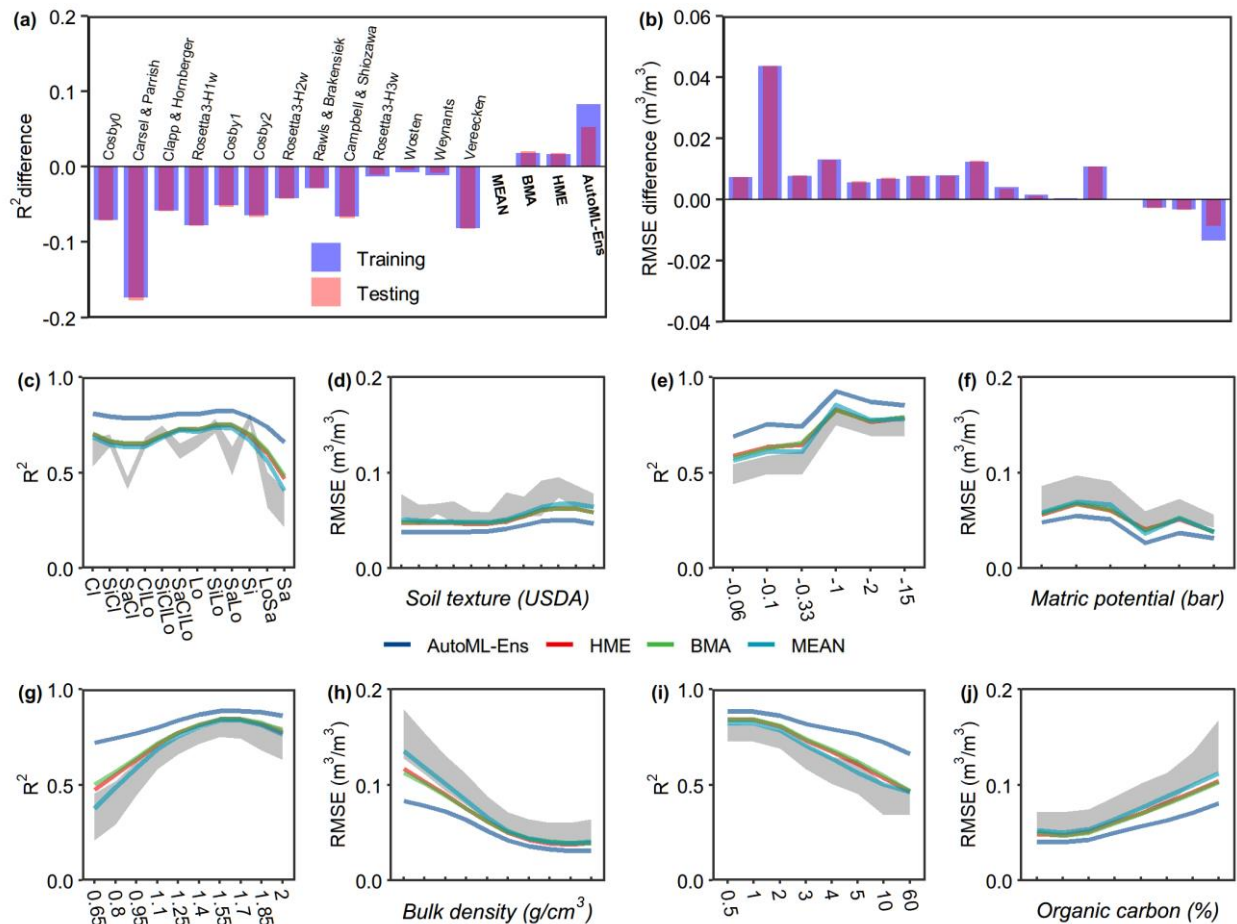 (a)
0.2
0.1
0.0
-0.1
-0.2
R² difference
Cosby0
Carsel & Parrish
Clapp & Hornberger
Rosetta3-H1w
Cosby1
Cosby2
Rosetta3-H2w
Rawls & Brakensiek
Campbell & Shiozawa
Rosetta3-H3w
Wosten
Weynants
Vereecken
MEAN
BMA
HME
AutoML-Ens
Training
Testing
(b)
0.06
0.04
0.02
0.00
-0.02
-0.04
RMSE difference (m³/m³)
(c)
1.0
0.5
0.0
R²
Cl
SiCl
SaCl
ClLo
SiClLo
SaClLo
Lo
SiLo
SaLo
Si
LoSa
Sa
(d)
0.2
0.1
0.0
RMSE (m³/m³)
Soil texture (USDA)
(e)
1.0
0.5
0.0
R²
-0.06
-0.1
-0.33
-1
-2
-15
(f)
0.2
0.1
0.0
RMSE (m³/m³)
Matric potential (bar)
AutoML-Ens
HME
BMA
MEAN
(g)
1.0
0.5
0.0
R²
0.65
0.8
0.95
1.1
1.25
1.4
1.55
1.7
1.85
2
(h)
0.2
0.1
0.0
RMSE (m³/m³)
Bulk density (g/cm³)
(i)
1.0
0.5
0.0
R²
0.5
1
2
3
4
5
10
60
(j)
0.2
0.1
0.0
RMSE (m³/m³)
Organic carbon (%)